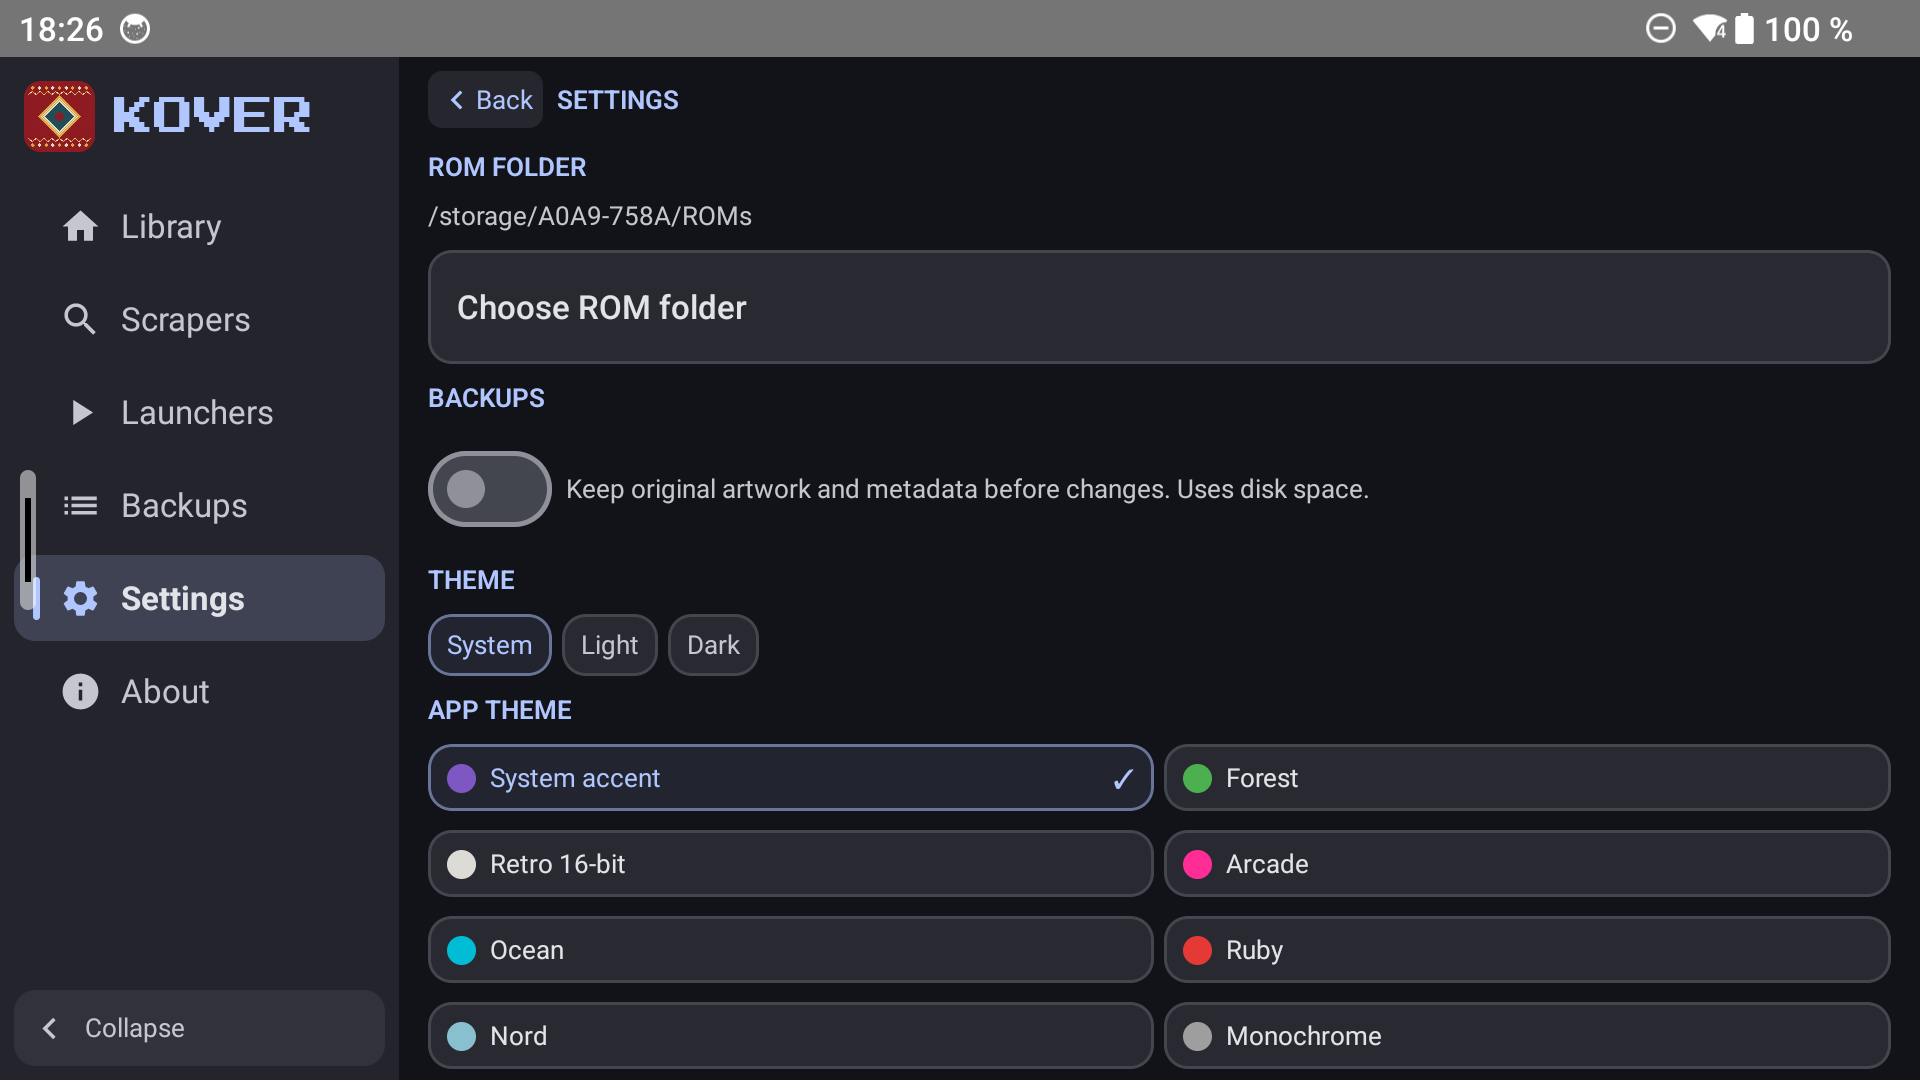 18:26
4
100 %
KOVER
Library
Scrapers
Launchers
Backups
Settings
About
Collapse
Back
SETTINGS
ROM FOLDER
/storage/A0A9-758A/ROMs
Choose ROM folder
BACKUPS
Keep original artwork and metadata before changes. Uses disk space.
THEME
System
Light
Dark
APP THEME
System accent
Forest
Retro 16-bit
Arcade
Ocean
Ruby
Nord
Monochrome